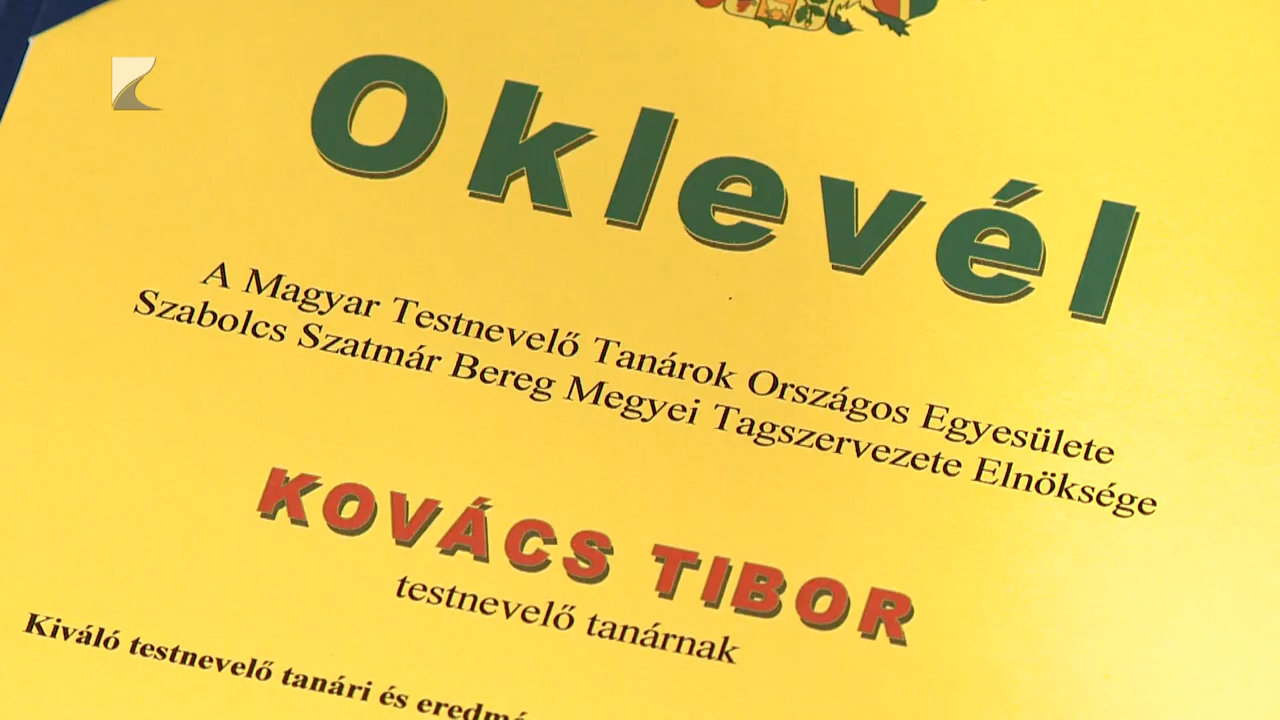 Oklevél
A Magyar Testnevelő Tanárok Országos Egyesülete
Szabolcs Szatmár Bereg Megyei Tagszervezete Elnöksége
KOVÁCS TIBOR
testnevelő tanárnak
Kiváló testnevelő tanári és